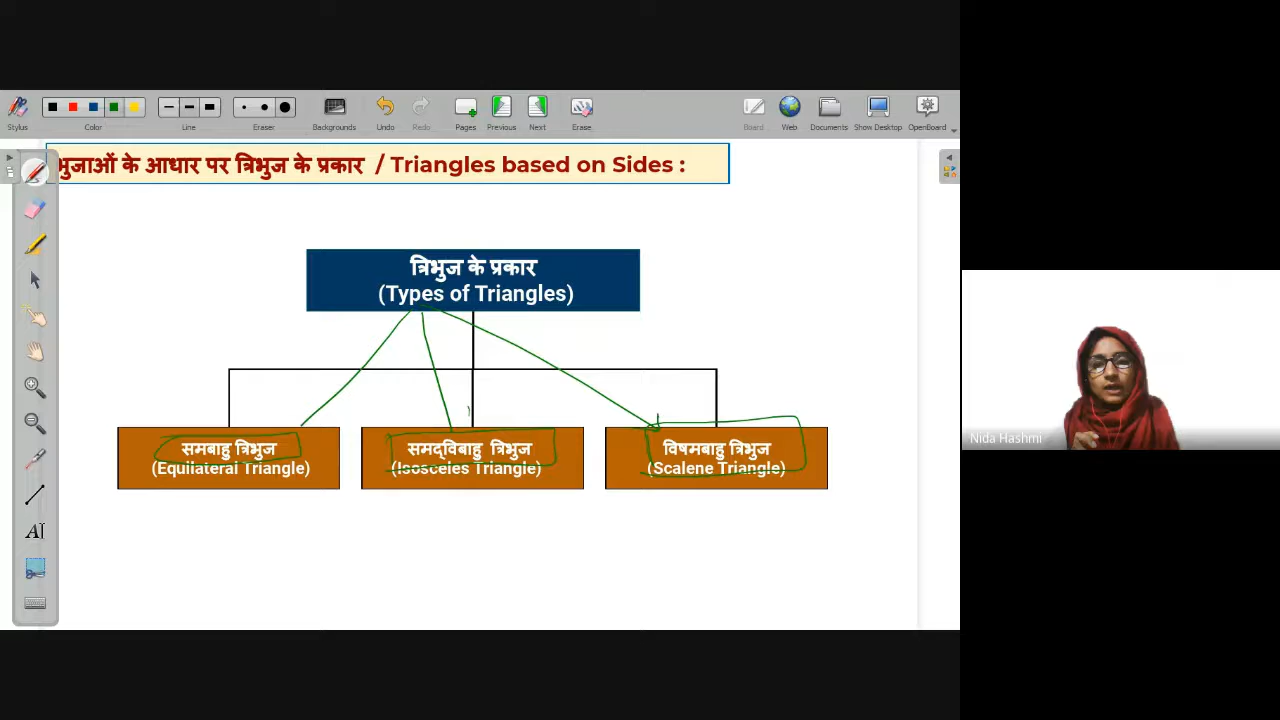 Stylus
Color
Line
Eraser
Backgrounds
Undo
Redo
Pages
Previous
Next
Erase
Board
Web
Documents
Show Desktop
OpenBoard
भुजाओं के आधार पर त्रिभुज के प्रकार / Triangles based on Sides :
त्रिभुज के प्रकार
(Types of Triangles)
समबाहु त्रिभुज
(Equilateral Triangle)
समद्विबाहु त्रिभुज
(Isosceles Triangle)
विषमबाहु त्रिभुज
(Scalene Triangle)
Nida Hashmi